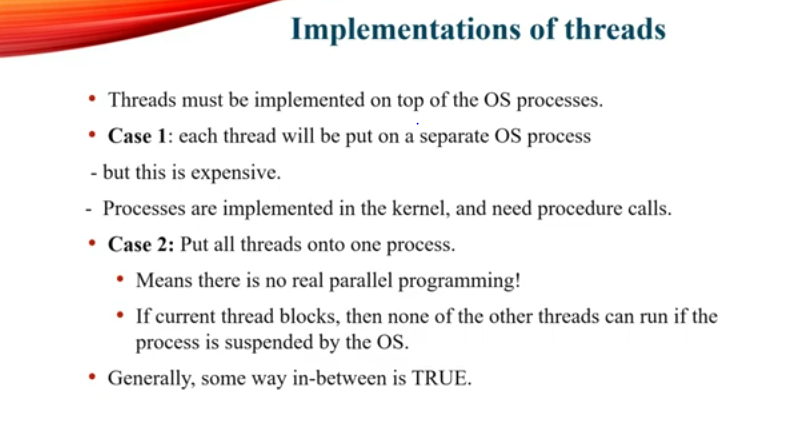 Implementations of threads
• Threads must be implemented on top of the OS processes.
• Case 1: each thread will be put on a separate OS process
- but this is expensive.
- Processes are implemented in the kernel, and need procedure calls.
• Case 2: Put all threads onto one process.
• Means there is no real parallel programming!
• If current thread blocks, then none of the other threads can run if the
process is suspended by the OS.
• Generally, some way in-between is TRUE.